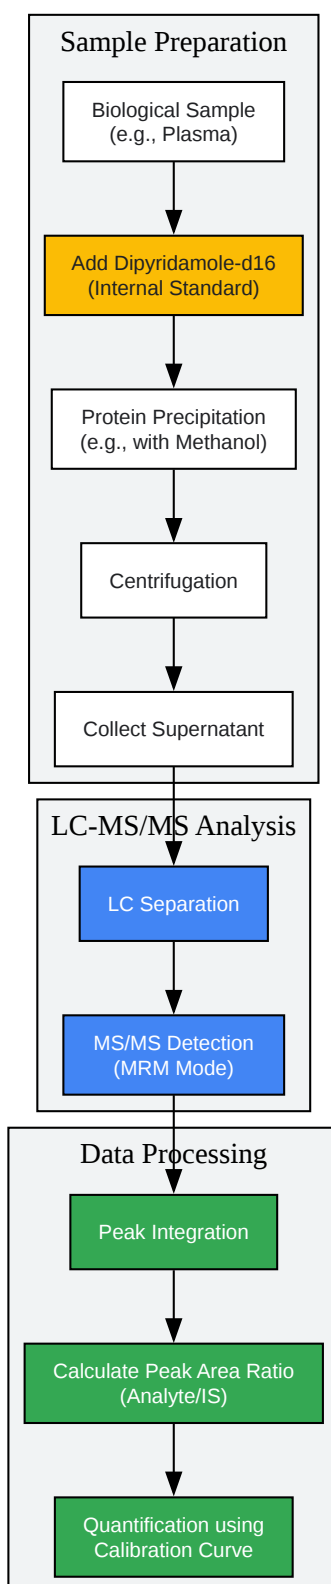 Sample Preparation
Biological Sample
(e.g., Plasma)
Add Dipyridamole-d16
(Internal Standard)
Protein Precipitation
(e.g., with Methanol)
Centrifugation
Collect Supernatant
LC-MS/MS Analysis
LC Separation
MS/MS Detection
(MRM Mode)
Data Processing
Peak Integration
Calculate Peak Area Ratio
(Analyte/IS)
Quantification using
Calibration Curve